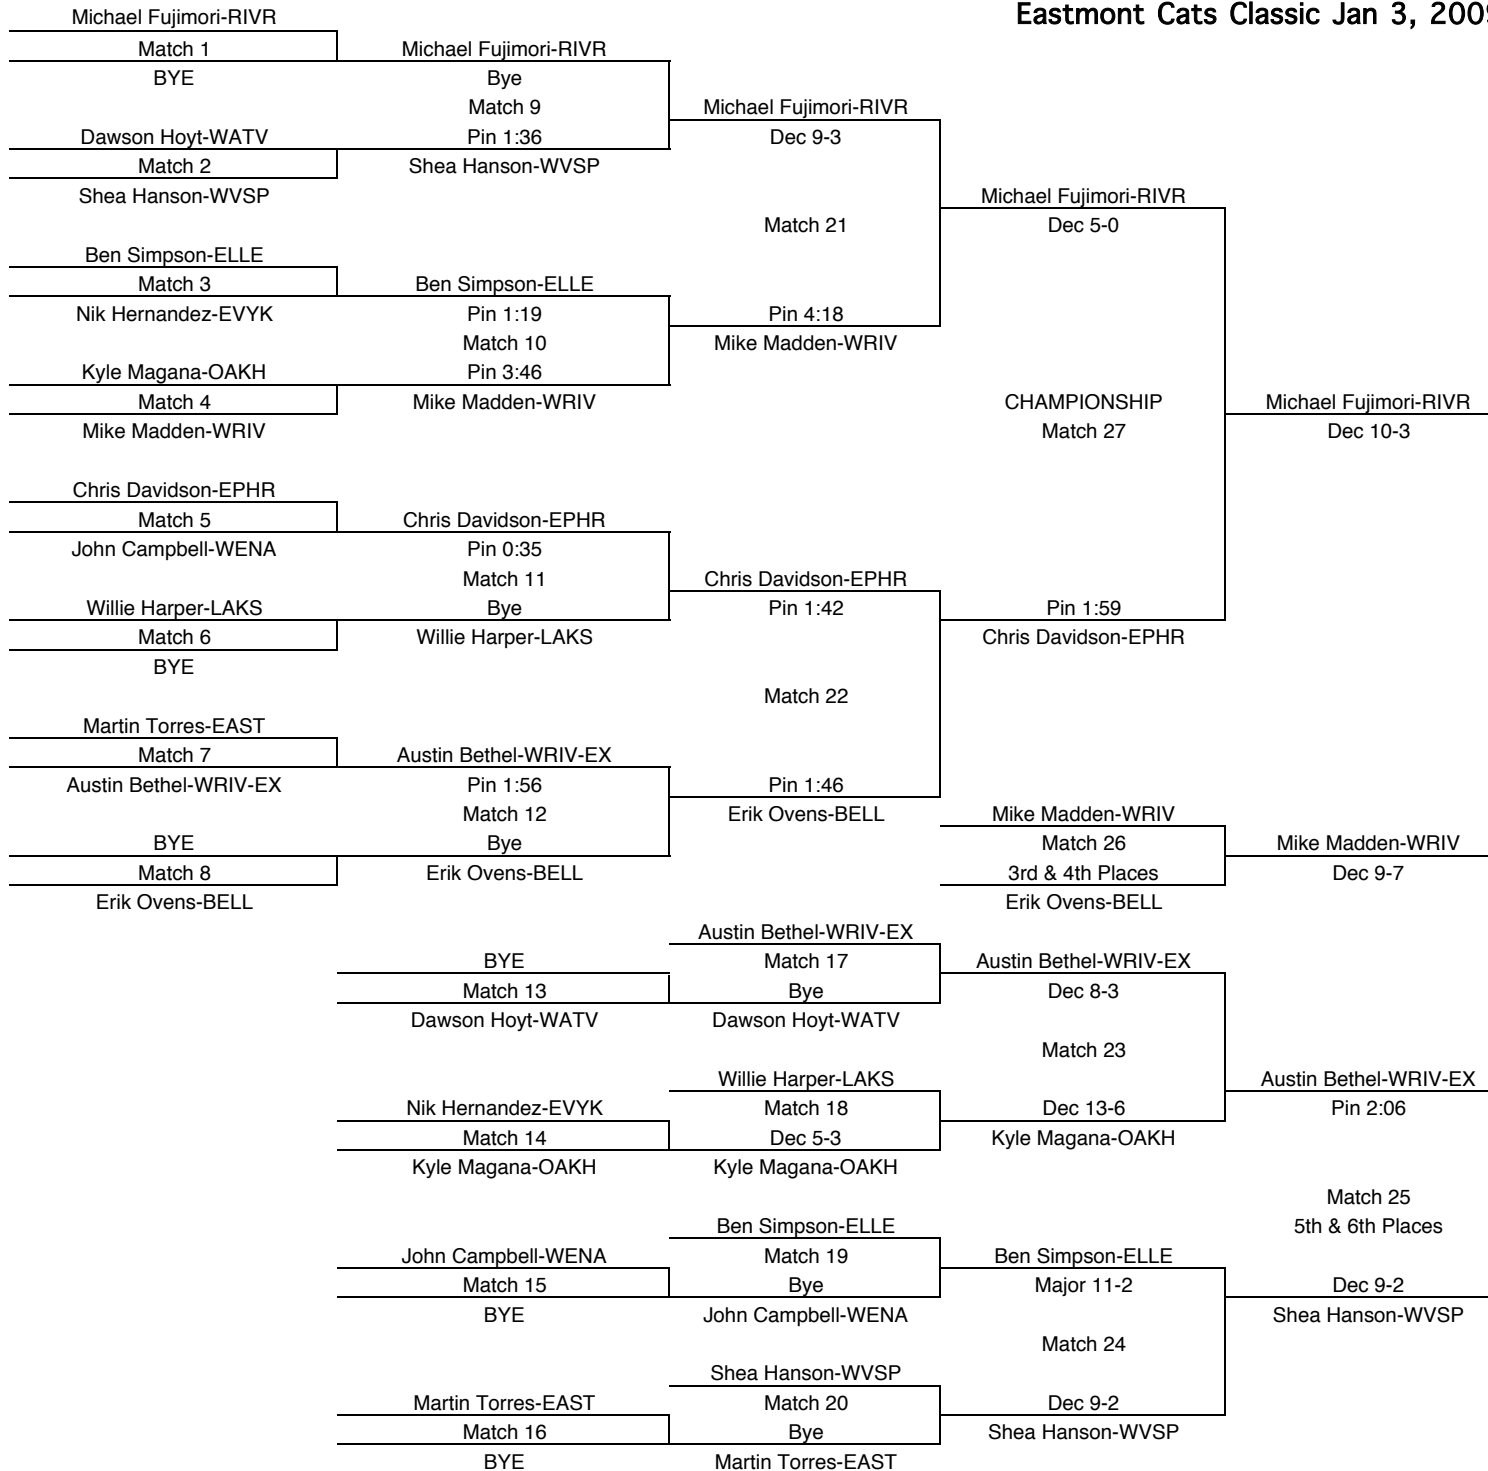 Eastmont Cats Classic Jan 3, 2009
Michael Fujimori-RIVR
Match 1
BYE
Dawson Hoyt-WATV
Match 2
Shea Hanson-WVSP
Ben Simpson-ELLE
Match 3
Nik Hernandez-EVYK
Kyle Magana-OAKH
Match 4
Mike Madden-WRIV
Chris Davidson-EPHR
Match 5
John Campbell-WENA
Willie Harper-LAKS
Match 6
BYE
Martin Torres-EAST
Match 7
Austin Bethel-WRIV-EX
BYE
Match 8
Erik Ovens-BELL
Michael Fujimori-RIVR
Bye
Match 9
Pin 1:36
Shea Hanson-WVSP
Ben Simpson-ELLE
Pin 1:19
Match 10
Pin 3:46
Mike Madden-WRIV
Chris Davidson-EPHR
Pin 0:35
Match 11
Bye
Willie Harper-LAKS
Austin Bethel-WRIV-EX
Pin 1:56
Match 12
Bye
Erik Ovens-BELL
Michael Fujimori-RIVR
Dec 9-3
Match 21
Pin 4:18
Mike Madden-WRIV
Chris Davidson-EPHR
Pin 1:42
Match 22
Pin 1:46
Erik Ovens-BELL
Michael Fujimori-RIVR
Dec 5-0
CHAMPIONSHIP
Match 27
Pin 1:59
Chris Davidson-EPHR
Michael Fujimori-RIVR
Dec 10-3
Mike Madden-WRIV
Match 26
3rd & 4th Places
Erik Ovens-BELL
Mike Madden-WRIV
Dec 9-7
BYE
Match 13
Dawson Hoyt-WATV
Nik Hernandez-EVYK
Match 14
Kyle Magana-OAKH
John Campbell-WENA
Match 15
BYE
Martin Torres-EAST
Match 16
BYE
Austin Bethel-WRIV-EX
Match 17
Bye
Dawson Hoyt-WATV
Willie Harper-LAKS
Match 18
Dec 5-3
Kyle Magana-OAKH
Ben Simpson-ELLE
Match 19
Bye
John Campbell-WENA
Shea Hanson-WVSP
Match 20
Bye
Martin Torres-EAST
Austin Bethel-WRIV-EX
Dec 8-3
Match 23
Dec 13-6
Kyle Magana-OAKH
Ben Simpson-ELLE
Major 11-2
Match 24
Dec 9-2
Shea Hanson-WVSP
Austin Bethel-WRIV-EX
Pin 2:06
Match 25
5th & 6th Places
Dec 9-2
Shea Hanson-WVSP